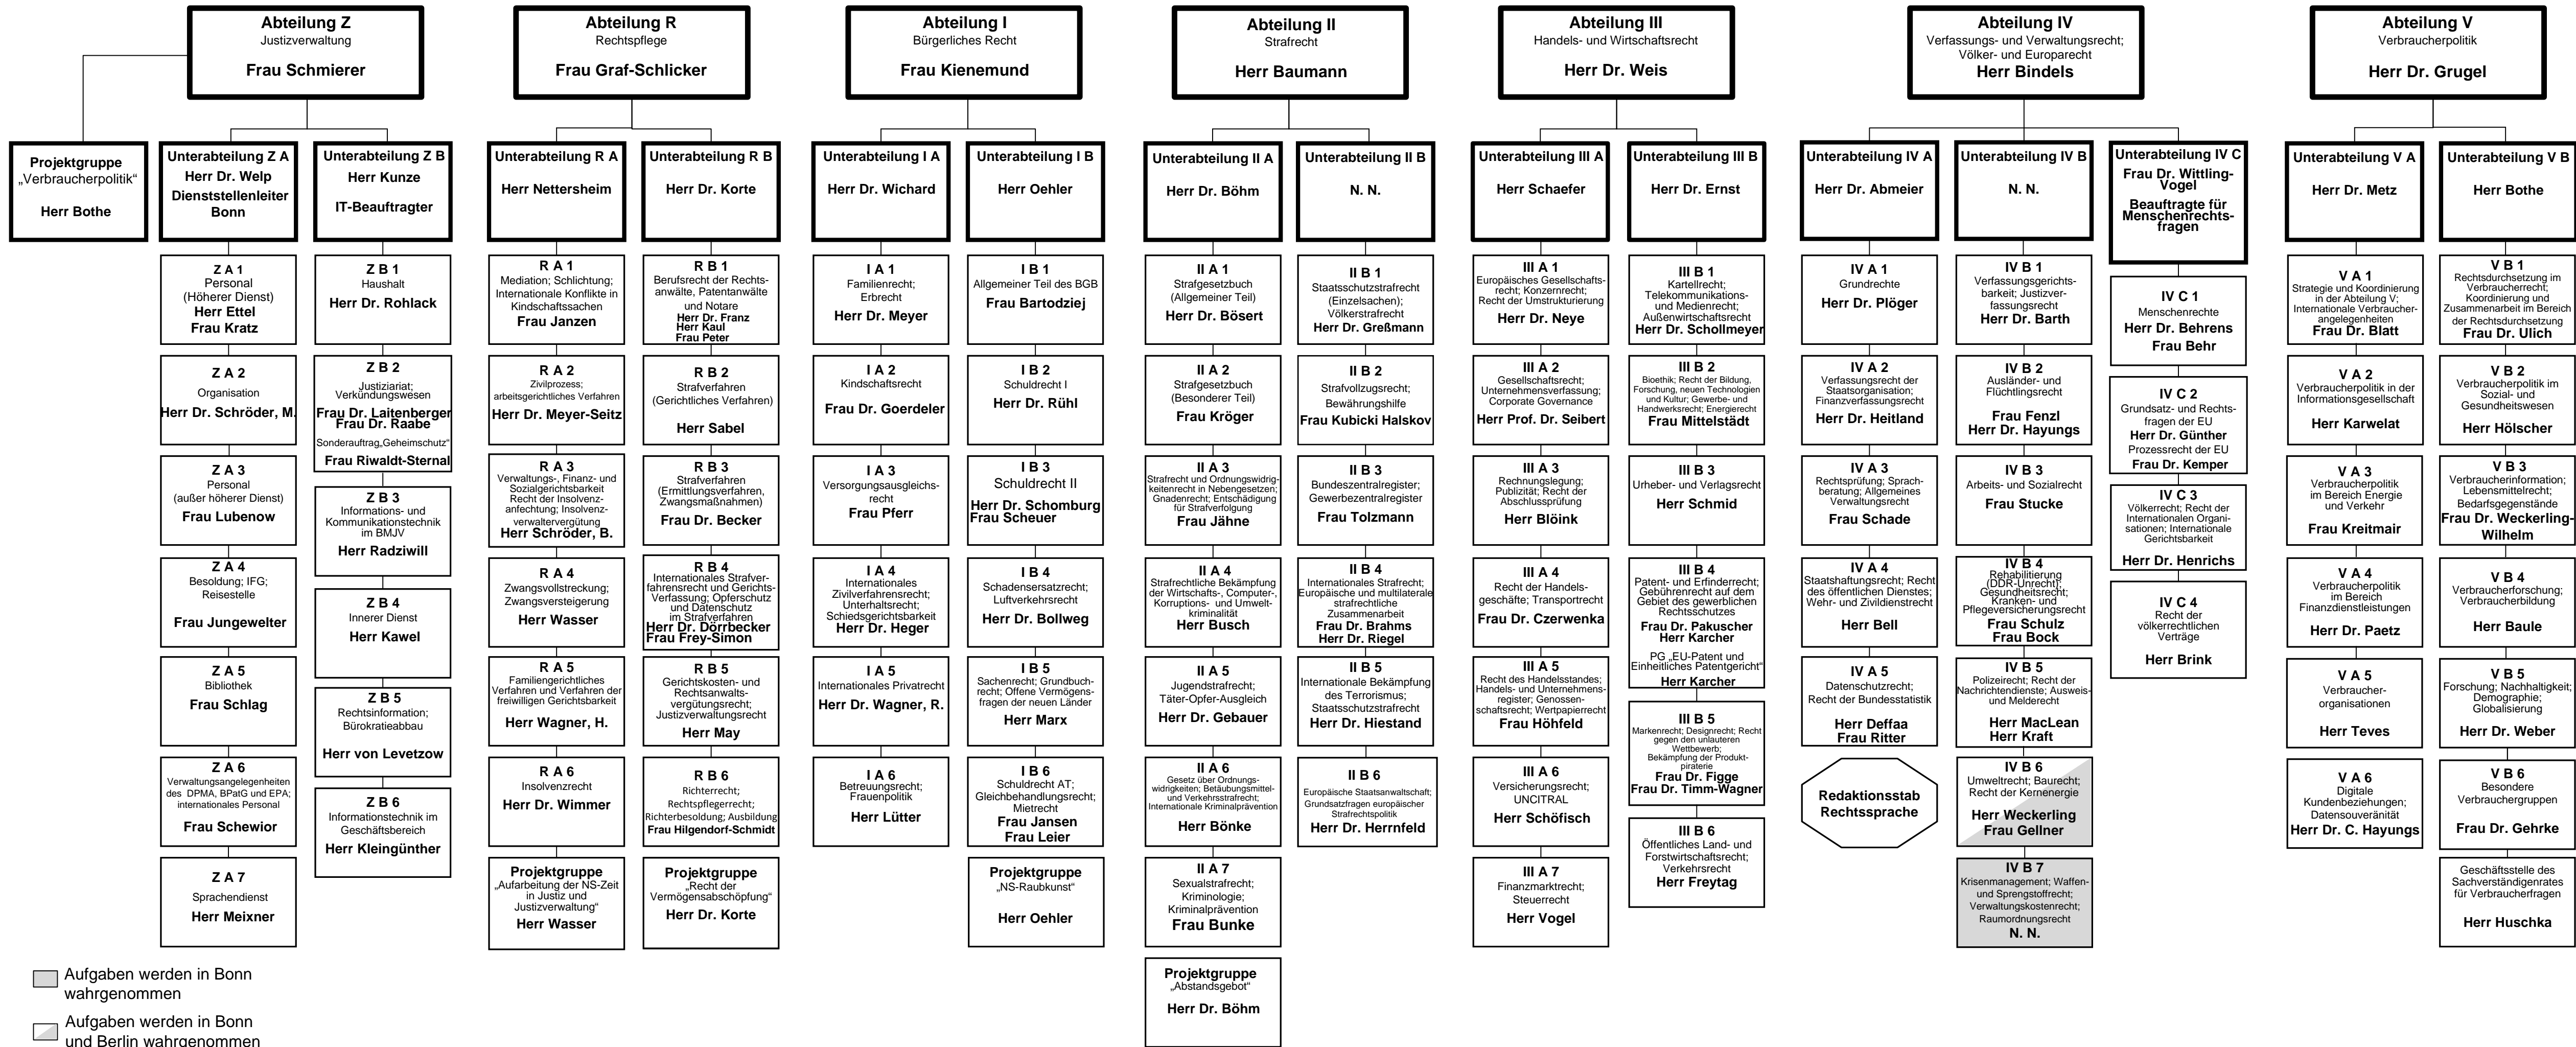 Abteilung Z
Justizverwaltung
Frau Schmierer
Projektgruppe
„Verbraucherpolitik“
Herr Bothe
Unterabteilung Z A
Herr Dr. Welp
Dienststellenleiter
Bonn
Z A 1
Personal
(Höherer Dienst)
Herr Ettel
Frau Kratz
Z A 2
Organisation
Herr Dr. Schröder, M.
Z A 3
Personal
(außer höherer Dienst)
Frau Lubenow
Z A 4
Besoldung; IFG;
Reisestelle
Frau Jungewelter
Z A 5
Bibliothek
Frau Schlag
Z A 6
Verwaltungsangelegenheiten
des DPMA, BPatG und EPA;
internationales Personal
Frau Schewior
Z A 7
Sprachendienst
Herr Meixner
Unterabteilung Z B
Herr Kunze
IT-Beauftragter
Z B 1
Haushalt
Herr Dr. Rohlack
Z B 2
Justiziariat;
Verkündungswesen
Frau Dr. Laitenberger
Frau Dr. Raabe
Sonderauftrag„Geheimschutz“
Frau Riwaldt-Sternal
Z B 3
Informations- und
Kommunikationstechnik
im BMJV
Herr Radziwill
Z B 4
Innerer Dienst
Herr Kawel
Z B 5
Rechtsinformation;
Bürokratieabbau
Herr von Levetzow
Z B 6
Informationstechnik im
Geschäftsbereich
Herr Kleingünther
Abteilung R
Rechtspflege
Frau Graf-Schlicker
Unterabteilung R A
Herr Nettersheim
R A 1
Mediation; Schlichtung;
Internationale Konflikte in
Kindschaftssachen
Frau Janzen
R A 2
Zivilprozess;
arbeitsgerichtliches Verfahren
Herr Dr. Meyer-Seitz
R A 3
Verwaltungs-, Finanz- und
Sozialgerichtsbarkeit
Recht der Insolvenz-
anfechtung; Insolvenz-
verwaltervergütung
Herr Schröder, B.
R A 4
Zwangsvollstreckung;
Zwangsversteigerung
Herr Wasser
R A 5
Familiengerichtliches
Verfahren und Verfahren der
freiwilligen Gerichtsbarkeit
Herr Wagner, H.
R A 6
Insolvenzrecht
Herr Dr. Wimmer
Projektgruppe
„Aufarbeitung der NS-Zeit
in Justiz und
Justizverwaltung“
Herr Wasser
Unterabteilung R B
Herr Dr. Korte
R B 1
Berufsrecht der Rechts-
anwälte, Patentanwälte
und Notare
Herr Dr. Franz
Herr Kaul
Frau Peter
R B 2
Strafverfahren
(Gerichtliches Verfahren)
Herr Sabel
R B 3
Strafverfahren
(Ermittlungsverfahren,
Zwangsmaßnahmen)
Frau Dr. Becker
R B 4
Internationales Strafver-
fahrensrecht und Gerichts-
Verfassung; Opferschutz
und Datenschutz
im Strafverfahren
Herr Dr. Dörrbecker
Frau Frey-Simon
R B 5
Gerichtskosten- und
Rechtsanwalts-
vergütungsrecht;
Justizverwaltungsrecht
Herr May
R B 6
Richterrecht;
Rechtspflegerrecht;
Richterbesoldung; Ausbildung
Frau Hilgendorf-Schmidt
Projektgruppe
„Recht der
Vermögensabschöpfung“
Herr Dr. Korte
Abteilung I
Bürgerliches Recht
Frau Kienemund
Unterabteilung I A
Herr Dr. Wichard
I A 1
Familienrecht;
Erbrecht
Herr Dr. Meyer
I A 2
Kindschaftsrecht
Frau Dr. Goerdeler
I A 3
Versorgungsausgleichs-
recht
Frau Pferr
I A 4
Internationales
Zivilverfahrensrecht;
Unterhaltsrecht;
Schiedsgerichtsbarkeit
Herr Dr. Heger
I A 5
Internationales Privatrecht
Herr Dr. Wagner, R.
I A 6
Betreuungsrecht;
Frauenpolitik
Herr Lütter
Unterabteilung I B
Herr Oehler
I B 1
Allgemeiner Teil des BGB
Frau Bartodziej
I B 2
Schuldrecht I
Herr Dr. Rühl
I B 3
Schuldrecht II
Herr Dr. Schomburg
Frau Scheuer
I B 4
Schadensersatzrecht;
Luftverkehrsrecht
Herr Dr. Bollweg
I B 5
Sachenrecht; Grundbuch-
recht; Offene Vermögens-
fragen der neuen Länder
Herr Marx
I B 6
Schuldrecht AT;
Gleichbehandlungsrecht;
Mietrecht
Frau Jansen
Frau Leier
Projektgruppe
„NS-Raubkunst“
Herr Oehler
Abteilung II
Strafrecht
Herr Baumann
Unterabteilung II A
Herr Dr. Böhm
II A 1
Strafgesetzbuch
(Allgemeiner Teil)
Herr Dr. Bösert
II A 2
Strafgesetzbuch
(Besonderer Teil)
Frau Kröger
II A 3
Strafrecht und Ordnungswidrig-
keitenrecht in Nebengesetzen;
Gnadenrecht; Entschädigung
für Strafverfolgung
Frau Jähne
II A 4
Strafrechtliche Bekämpfung
der Wirtschafts-, Computer-,
Korruptions- und Umwelt-
kriminalität
Herr Busch
II A 5
Jugendstrafrecht;
Täter-Opfer-Ausgleich
Herr Dr. Gebauer
II A 6
Gesetz über Ordnungs-
widrigkeiten; Betäubungsmittel-
und Verkehrsstrafrecht;
Internationale Kriminalprävention
Herr Bönke
II A 7
Sexualstrafrecht;
Kriminologie;
Kriminalprävention
Frau Bunke
Projektgruppe
„Abstandsgebot“
Herr Dr. Böhm
Unterabteilung II B
N. N.
II B 1
Staatsschutzstrafrecht
(Einzelsachen);
Völkerstrafrecht
Herr Dr. Greßmann
II B 2
Strafvollzugsrecht;
Bewährungshilfe
Frau Kubicki Halskov
II B 3
Bundeszentralregister;
Gewerbezentralregister
Frau Tolzmann
II B 4
Internationales Strafrecht;
Europäische und multilaterale
strafrechtliche
Zusammenarbeit
Frau Dr. Brahms
Herr Dr. Riegel
II B 5
Internationale Bekämpfung
des Terrorismus;
Staatsschutzstrafrecht
Herr Dr. Hiestand
II B 6
Europäische Staatsanwaltschaft;
Grundsatzfragen europäischer
Strafrechtspolitik
Herr Dr. Herrnfeld
Abteilung III
Handels- und Wirtschaftsrecht
Herr Dr. Weis
Unterabteilung III A
Herr Schaefer
III A 1
Europäisches Gesellschafts-
recht; Konzernrecht;
Recht der Umstrukturierung
Herr Dr. Neye
III A 2
Gesellschaftsrecht;
Unternehmensverfassung;
Corporate Governance
Herr Prof. Dr. Seibert
III A 3
Rechnungslegung;
Publizität; Recht der
Abschlussprüfung
Herr Blöink
III A 4
Recht der Handels-
geschäfte; Transportrecht
Frau Dr. Czerwenka
III A 5
Recht des Handelsstandes;
Handels- und Unternehmens-
register; Genossen-
schaftsrecht; Wertpapierrecht
Frau Höhfeld
III A 6
Versicherungsrecht;
UNCITRAL
Herr Schöfisch
III A 7
Finanzmarktrecht;
Steuerrecht
Herr Vogel
Unterabteilung III B
Herr Dr. Ernst
III B 1
Kartellrecht;
Telekommunikations-
und Medienrecht;
Außenwirtschaftsrecht
Herr Dr. Schollmeyer
III B 2
Bioethik; Recht der Bildung,
Forschung, neuen Technologien
und Kultur; Gewerbe- und
Handwerksrecht; Energierecht
Frau Mittelstädt
III B 3
Urheber- und Verlagsrecht
Herr Schmid
III B 4
Patent- und Erfinderrecht;
Gebührenrecht auf dem
Gebiet des gewerblichen
Rechtsschutzes
Frau Dr. Pakuscher
Herr Karcher
PG „EU-Patent und
Einheitliches Patentgericht“
Herr Karcher
III B 5
Markenrecht; Designrecht; Recht
gegen den unlauteren
Wettbewerb;
Bekämpfung der Produkt-
piraterie
Frau Dr. Figge
Frau Dr. Timm-Wagner
III B 6
Öffentliches Land- und
Forstwirtschaftsrecht;
Verkehrsrecht
Herr Freytag
Abteilung IV
Verfassungs- und Verwaltungsrecht;
Völker- und Europarecht
Herr Bindels
Unterabteilung IV A
Herr Dr. Abmeier
IV A 1
Grundrechte
Herr Dr. Plöger
IV A 2
Verfassungsrecht der
Staatsorganisation;
Finanzverfassungsrecht
Herr Dr. Heitland
IV A 3
Rechtsprüfung; Sprach-
beratung; Allgemeines
Verwaltungsrecht
Frau Schade
IV A 4
Staatshaftungsrecht; Recht
des öffentlichen Dienstes;
Wehr- und Zivildienstrecht
Herr Bell
IV A 5
Datenschutzrecht;
Recht der Bundesstatistik
Herr Deffaa
Frau Ritter
Redaktionsstab
Rechtssprache
Unterabteilung IV B
N. N.
IV B 1
Verfassungsgerichts-
barkeit; Justizver-
fassungsrecht
Herr Dr. Barth
IV B 2
Ausländer- und
Flüchtlingsrecht
Frau Fenzl
Herr Dr. Hayungs
IV B 3
Arbeits- und Sozialrecht
Frau Stucke
IV B 4
Rehabilitierung
(DDR-Unrecht);
Gesundheitsrecht;
Kranken- und
Pflegeversicherungsrecht
Frau Schulz
Frau Bock
IV B 5
Polizeirecht; Recht der
Nachrichtendienste; Ausweis-
und Melderecht
Herr MacLean
Herr Kraft
IV B 6
Umweltrecht; Baurecht;
Recht der Kernenergie
Herr Weckerling
Frau Gellner
IV B 7
Krisenmanagement; Waffen-
und Sprengstoffrecht;
Verwaltungskostenrecht;
Raumordnungsrecht
N. N.
Unterabteilung IV C
Frau Dr. Wittling-
Vogel
Beauftragte für
Menschenrechts-
fragen
IV C 1
Menschenrechte
Herr Dr. Behrens
Frau Behr
IV C 2
Grundsatz- und Rechts-
fragen der EU
Herr Dr. Günther
Prozessrecht der EU
Frau Dr. Kemper
IV C 3
Völkerrecht; Recht der
Internationalen Organi-
sationen; Internationale
Gerichtsbarkeit
Herr Dr. Henrichs
IV C 4
Recht der
völkerrechtlichen
Verträge
Herr Brink
Abteilung V
Verbraucherpolitik
Herr Dr. Grugel
Unterabteilung V A
Herr Dr. Metz
V A 1
Strategie und Koordinierung
in der Abteilung V;
Internationale Verbraucher-
angelegenheiten
Frau Dr. Blatt
V A 2
Verbraucherpolitik in der
Informationsgesellschaft
Herr Karwelat
V A 3
Verbraucherpolitik
im Bereich Energie
und Verkehr
Frau Kreitmair
V A 4
Verbraucherpolitik
im Bereich
Finanzdienstleistungen
Herr Dr. Paetz
V A 5
Verbraucher-
organisationen
Herr Teves
V A 6
Digitale
Kundenbeziehungen;
Datensouveränität
Herr Dr. C. Hayungs
Unterabteilung V B
Herr Bothe
V B 1
Rechtsdurchsetzung im
Verbraucherrecht;
Koordinierung und
Zusammenarbeit im Bereich
der Rechtsdurchsetzung
Frau Dr. Ulich
V B 2
Verbraucherpolitik im
Sozial- und
Gesundheitswesen
Herr Hölscher
V B 3
Verbraucherinformation;
Lebensmittelrecht;
Bedarfsgegenstände
Frau Dr. Weckerling-
Wilhelm
V B 4
Verbraucherforschung;
Verbraucherbildung
Herr Baule
V B 5
Forschung; Nachhaltigkeit;
Demographie;
Globalisierung
Herr Dr. Weber
V B 6
Besondere
Verbrauchergruppen
Frau Dr. Gehrke
Geschäftsstelle des
Sachverständigenrates
für Verbraucherfragen
Herr Huschka
Aufgaben werden in Bonn
wahrgenommen
Aufgaben werden in Bonn
und Berlin wahrgenommen